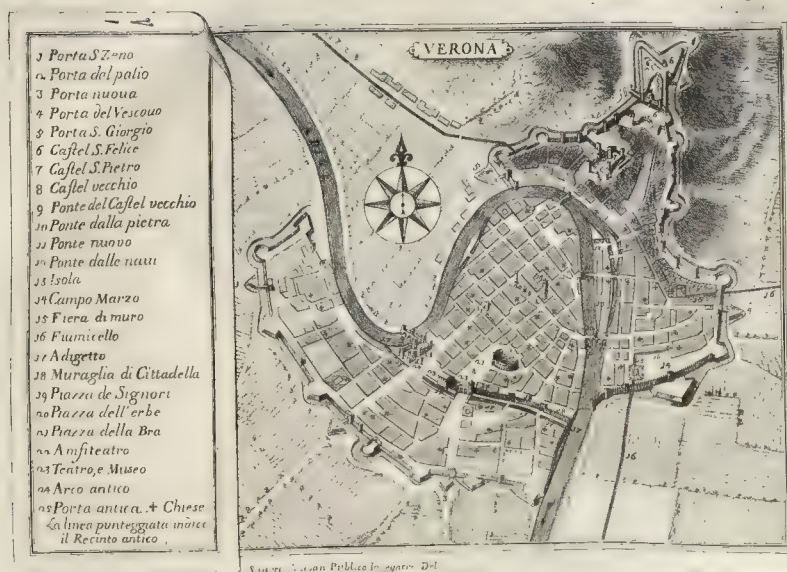 VERONA
1 Porta S Zeno
2 Porta del palio
3 Porta nuoua
4 Porta del Vescouo
5 Porta S. Giorgio
6 Castel S. Felice
7 Castel S. Pietro
8 Castel vecchio
9 Ponte del Castel vecchio
10 Ponte dalla pietra
11 Ponte nuovo
12 Ponte dalle naui
13 Isola
14 Campo Marzo
15 Fiera di muro
16 Fiumicello
17 Adigetto
18 Muraglia di Cittadella
19 Piazza de Signori
20 Piazza dell'erbe
21 Piazza della Bra
22 Amfiteatro
23 Teatro, e Museo
24 Arco antico
25 Porta antica. + Chiese
La linea punteggiata indica
il Recinto antico.
Publico Del